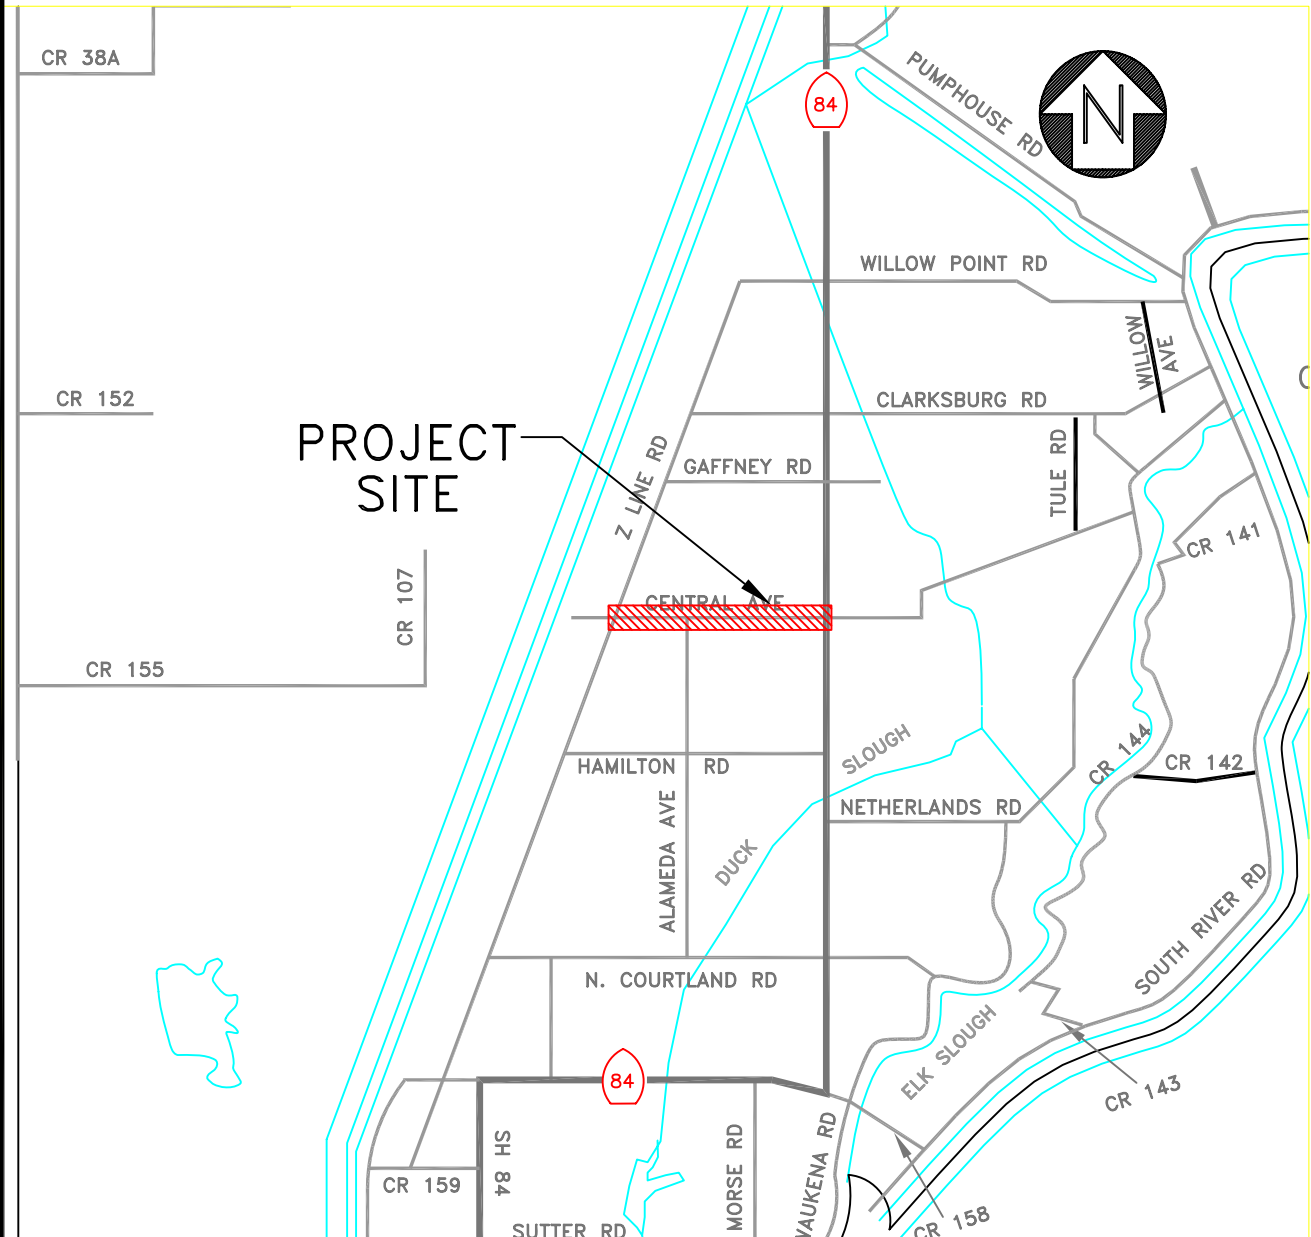 CR 38A
84
PUMPHOUSE RD
N
WILLOW POINT RD
WILLOW
AVE
CR 152
CLARKSBURG RD
PROJECT
SITE
Z LINE RD
GAFFNEY RD
TULE RD
CR 141
CR 107
CENTRAL AVE
CR 155
SLOUGH
CR 144
CR 142
HAMILTON RD
NETHERLANDS RD
ALAMEDA AVE
DUCK
SOUTH RIVER RD
N. COURTLAND RD
ELK SLOUGH
84
CR 143
SH 84
MORSE RD
WAUKENA RD
CR 159
CR 158
SUTTER RD